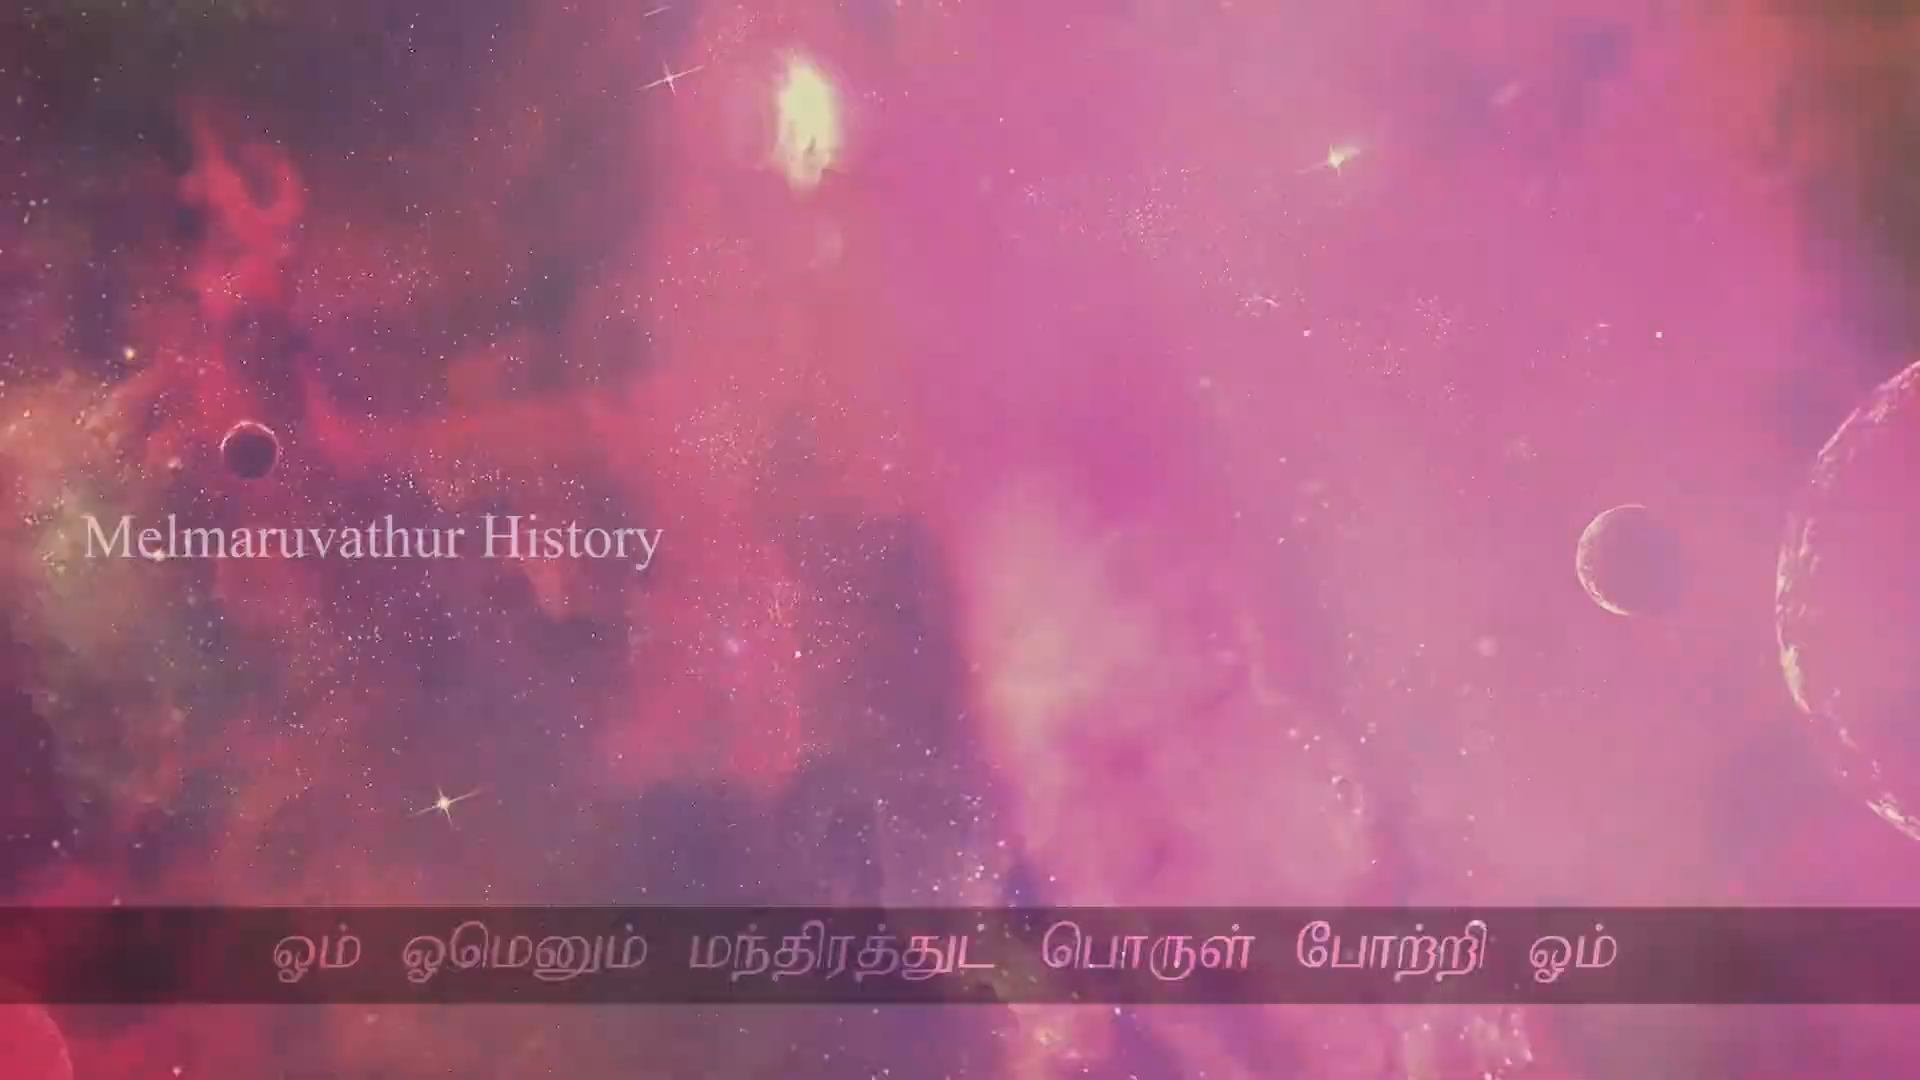 Melmaruvathur History
ஓம் ஓமெனும் மந்திரத்துட பொருள் போற்றி ஓம்